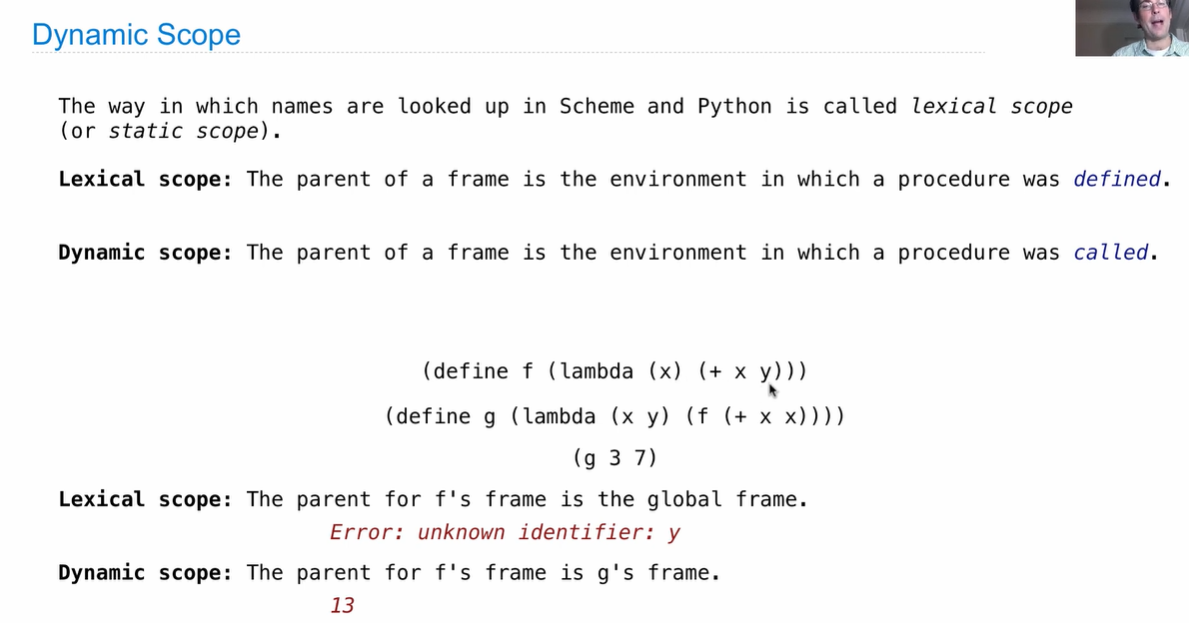 Dynamic Scope
The way in which names are looked up in Scheme and Python is called lexical scope
(or static scope).
Lexical scope: The parent of a frame is the environment in which a procedure was defined.
Dynamic scope: The parent of a frame is the environment in which a procedure was called.
(define f (lambda (x) (+ x y)))
(define g (lambda (x y) (f (+ x x))))
(g 3 7)
Lexical scope: The parent for f's frame is the global frame.
Error: unknown identifier: y
Dynamic scope: The parent for f's frame is g's frame.
13